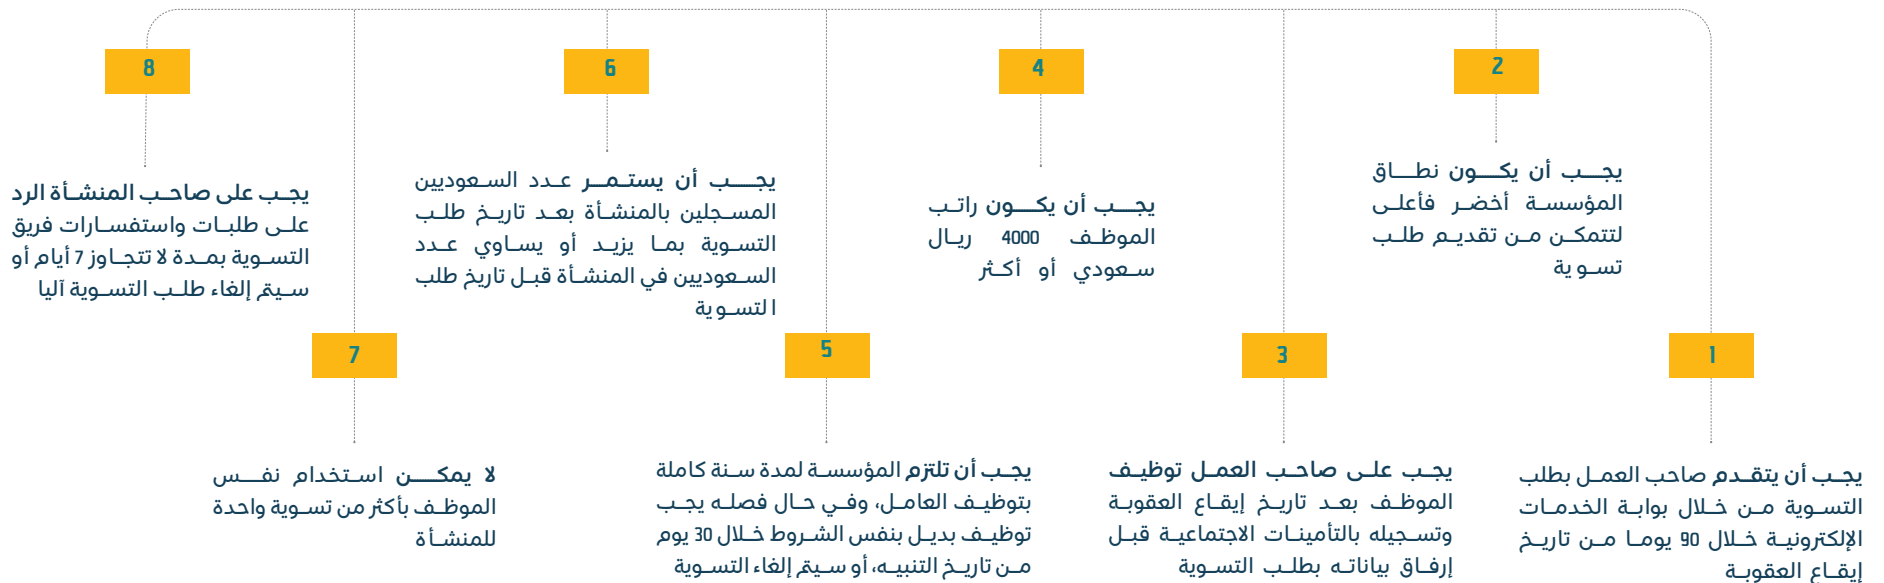 1
يجب أن يتقدم صاحب العمل بطلب
التسوية من خلال بوابة الخدمات
الإلكترونية خلال 90 يوما من تاريخ
إيقاع العقوبة
2
يجب أن يكون نطاق
المؤسسة أخضر فأعلى
لتتمكن من تقديم طلب
تسوية
3
يجب على صاحب العمل توظيف
الموظف بعد تاريخ إيقاع العقوبة
وتسجيله بالتأمينات الاجتماعية قبل
إرفاق بياناته بطلب التسوية
4
يجب أن يكون راتب
الموظف 4000 ريال
سعودي أو أكثر
5
يجب أن تلتزم المؤسسة لمدة سنة كاملة
بتوظيف العامل، وفي حال فصله يجب
توظيف بديل بنفس الشروط خلال 30 يوم
من تاريخ التنبيه، أو سيتم إلغاء التسوية
6
يجب أن يستمر عدد السعوديين
المسجلين بالمنشأة بعد تاريخ طلب
التسوية بما يزيد أو يساوي عدد
السعوديين في المنشأة قبل تاريخ طلب
التسوية
7
لا يمكن استخدام نفس
الموظف بأكثر من تسوية واحدة
للمنشأة
8
يجب على صاحب المنشأة الرد
على طلبات واستفسارات فريق
التسوية بمدة لا تتجاوز 7 أيام أو
سيتم إلغاء طلب التسوية آليا